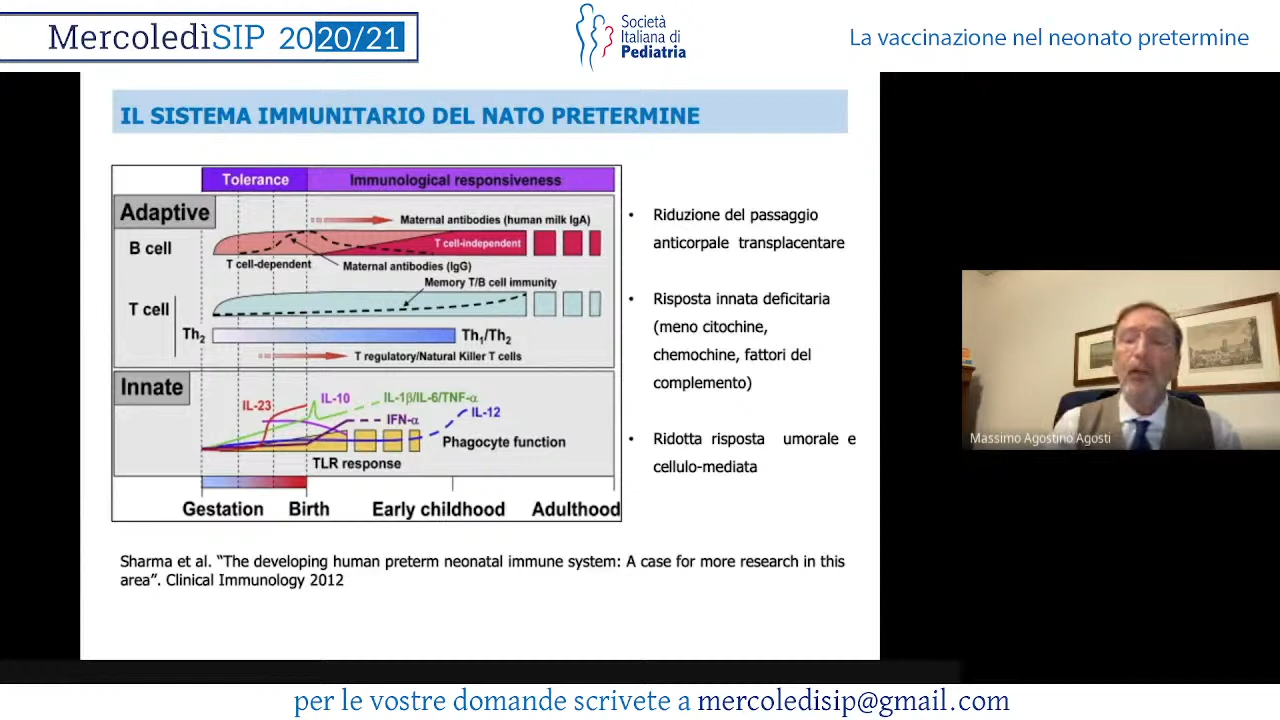 MercoledìSIP 2020/21
Società
Italiana di
Pediatria
La vaccinazione nel neonato pretermine
IL SISTEMA IMMUNITARIO DEL NATO PRETERMINE
Tolerance
Immunological responsiveness
Adaptive
Maternal antibodies (human milk IgA)
B cell
T cell-independent
T cell-dependent
Maternal antibodies (IgG)
Memory T/B cell immunity
T cell
Th2
Th1/Th2
T regulatory/Natural Killer T cells
Innate
IL-23
IL-10
IL-1β/IL-6/TNF-α
IFN-α
IL-12
Phagocyte function
TLR response
Gestation
Birth
Early childhood
Adulthood
• Riduzione del passaggio
anticorpale transplacentare
• Risposta innata deficitaria
(meno citochine,
chemochine, fattori del
complemento)
• Ridotta risposta umorale e
cellulo-mediata
Sharma et al. “The developing human preterm neonatal immune system: A case for more research in this
area”. Clinical Immunology 2012
Massimo Agostino Agosti
per le vostre domande scrivete a mercoledisip@gmail.com